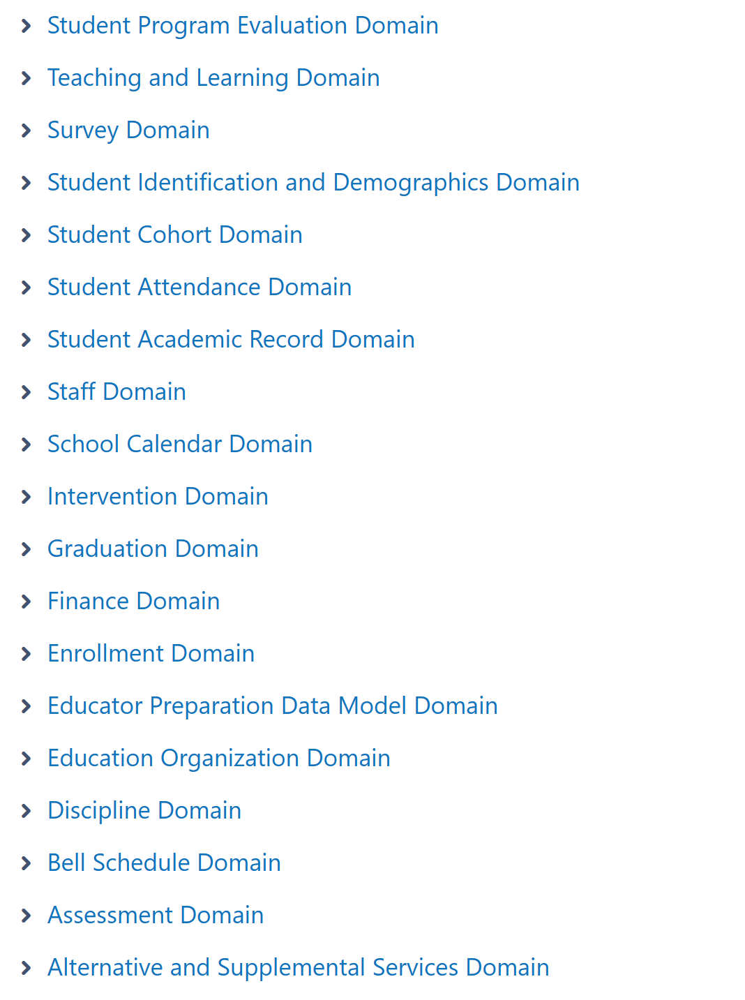 Student Program Evaluation Domain
Teaching and Learning Domain
Survey Domain
Student Identification and Demographics Domain
Student Cohort Domain
Student Attendance Domain
Student Academic Record Domain
Staff Domain
School Calendar Domain
Intervention Domain
Graduation Domain
Finance Domain
Enrollment Domain
Educator Preparation Data Model Domain
Education Organization Domain
Discipline Domain
Bell Schedule Domain
Assessment Domain
Alternative and Supplemental Services Domain